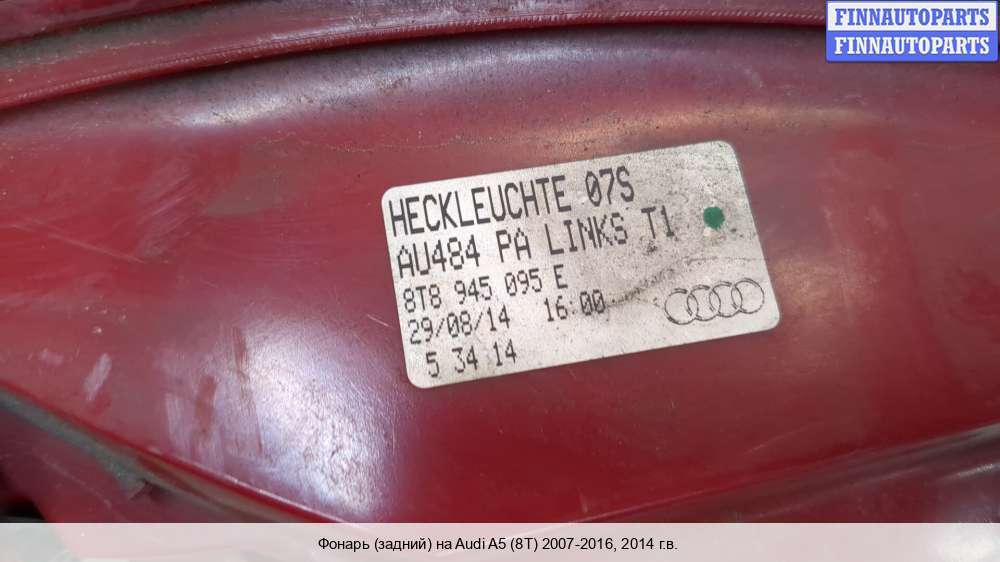 FINNAUTOPARTS
FINNAUTOPARTS
HECKLEUCHTE 07S
AU484 PA LINKS T1
8T8 945 095 E
29/08/14 16:00
5 34 14
Фонарь (задний) на Audi A5 (8T) 2007-2016, 2014 г.в.